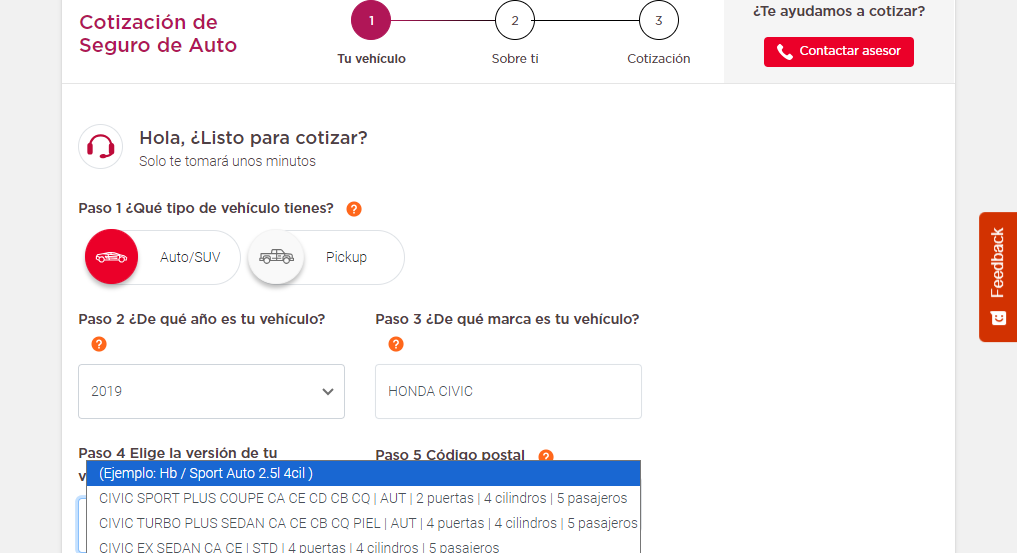 Cotización de
Seguro de Auto
1
2
3
Tu vehículo
Sobre ti
Cotización
¿Te ayudamos a cotizar?
Contactar asesor
Hola, ¿Listo para cotizar?
Solo te tomará unos minutos
Paso 1 ¿Qué tipo de vehículo tienes? ?
Auto/SUV
Pickup
Feedback
Paso 2 ¿De qué año es tu vehículo?
?
Paso 3 ¿De qué marca es tu vehículo?
?
2019
HONDA CIVIC
Paso 4 Elige la versión de tu
Paso 5 Código postal ?
(Ejemplo: Hb / Sport Auto 2.5l 4cil )
CIVIC SPORT PLUS COUPE CA CE CD CB CQ | AUT | 2 puertas | 4 cilindros | 5 pasajeros
CIVIC TURBO PLUS SEDAN CA CE CB CQ PIEL | AUT | 4 puertas | 4 cilindros | 5 pasajeros
CIVIC EX SEDAN CA CE | STD | 4 puertas | 4 cilindros | 5 pasajeros